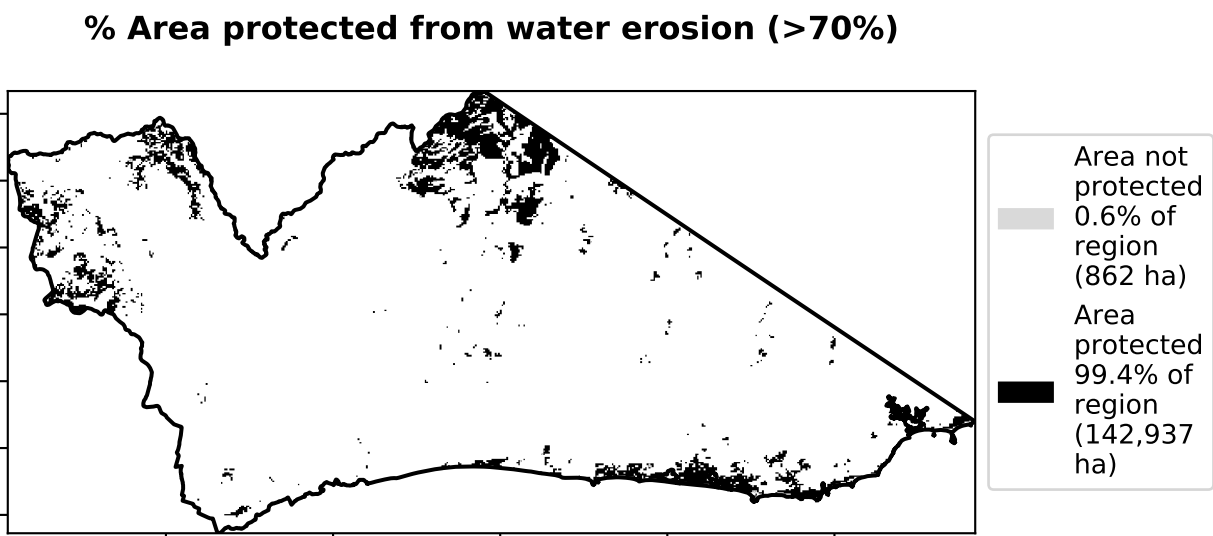 % Area protected from water erosion (>70%)
Area not
protected
0.6% of
region
(862 ha)
Area
protected
99.4% of
region
(142,937
ha)